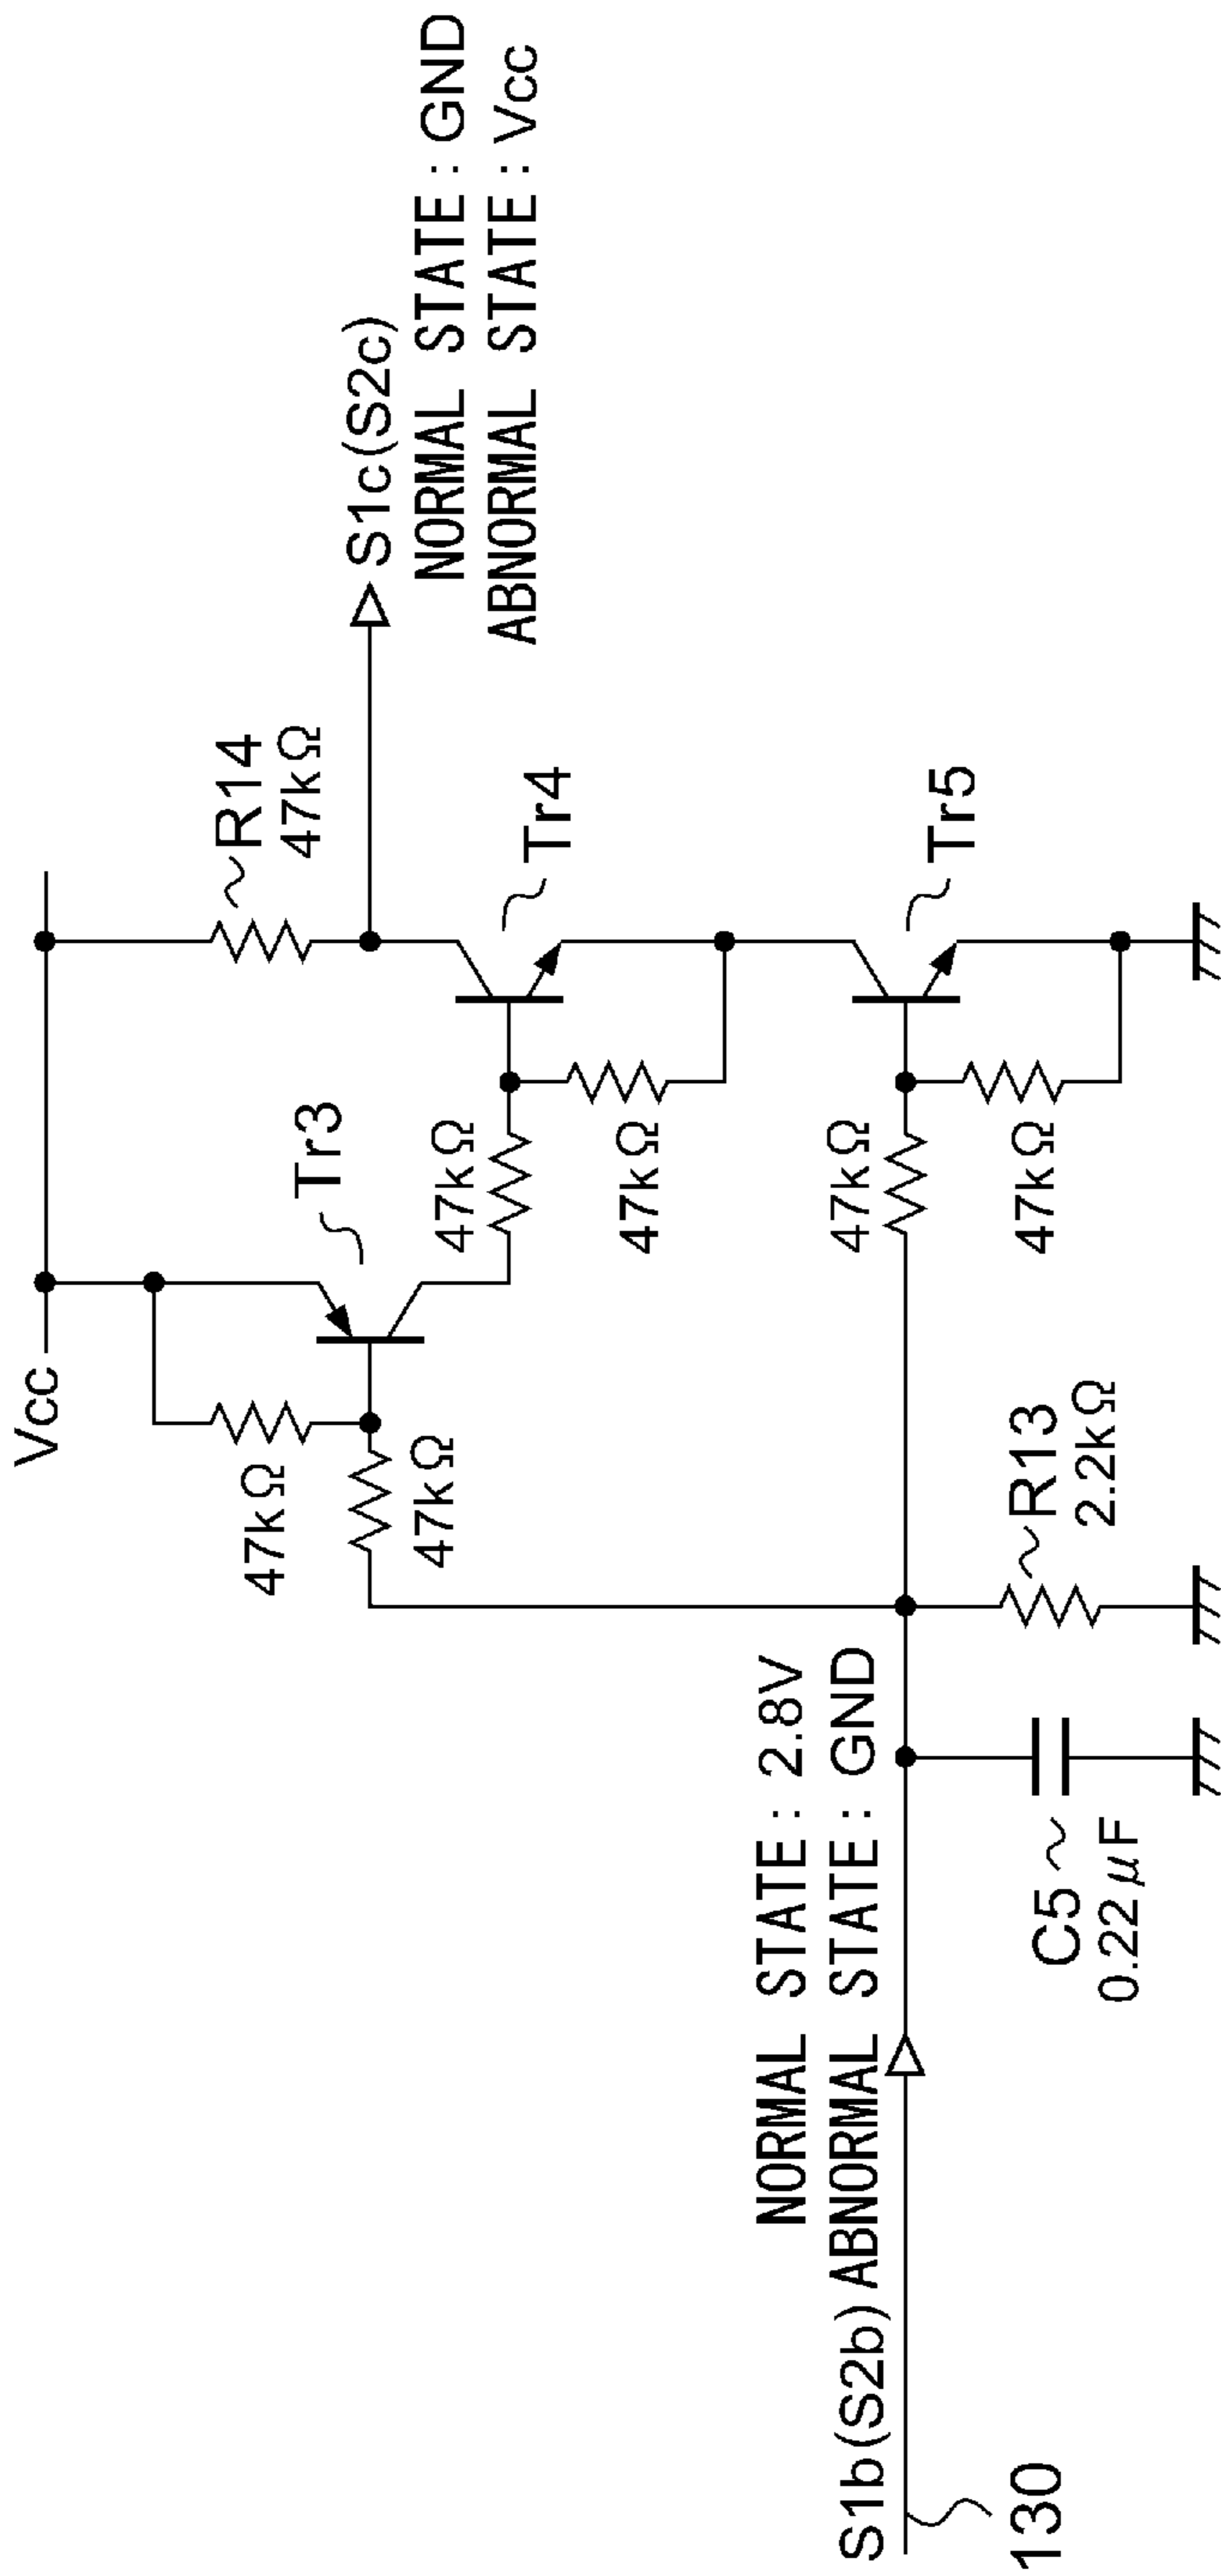 Vcc
R14
47kΩ
S1c(S2c)
NORMAL STATE:GND
ABNORMAL STATE:Vcc
Tr3
47kΩ
47kΩ
47kΩ
Tr4
47kΩ
NORMAL STATE:2.8V
S1b(S2b) ABNORMAL STATE:GND
47kΩ
Tr5
47kΩ
130
C5
0.22μF
R13
2.2kΩ